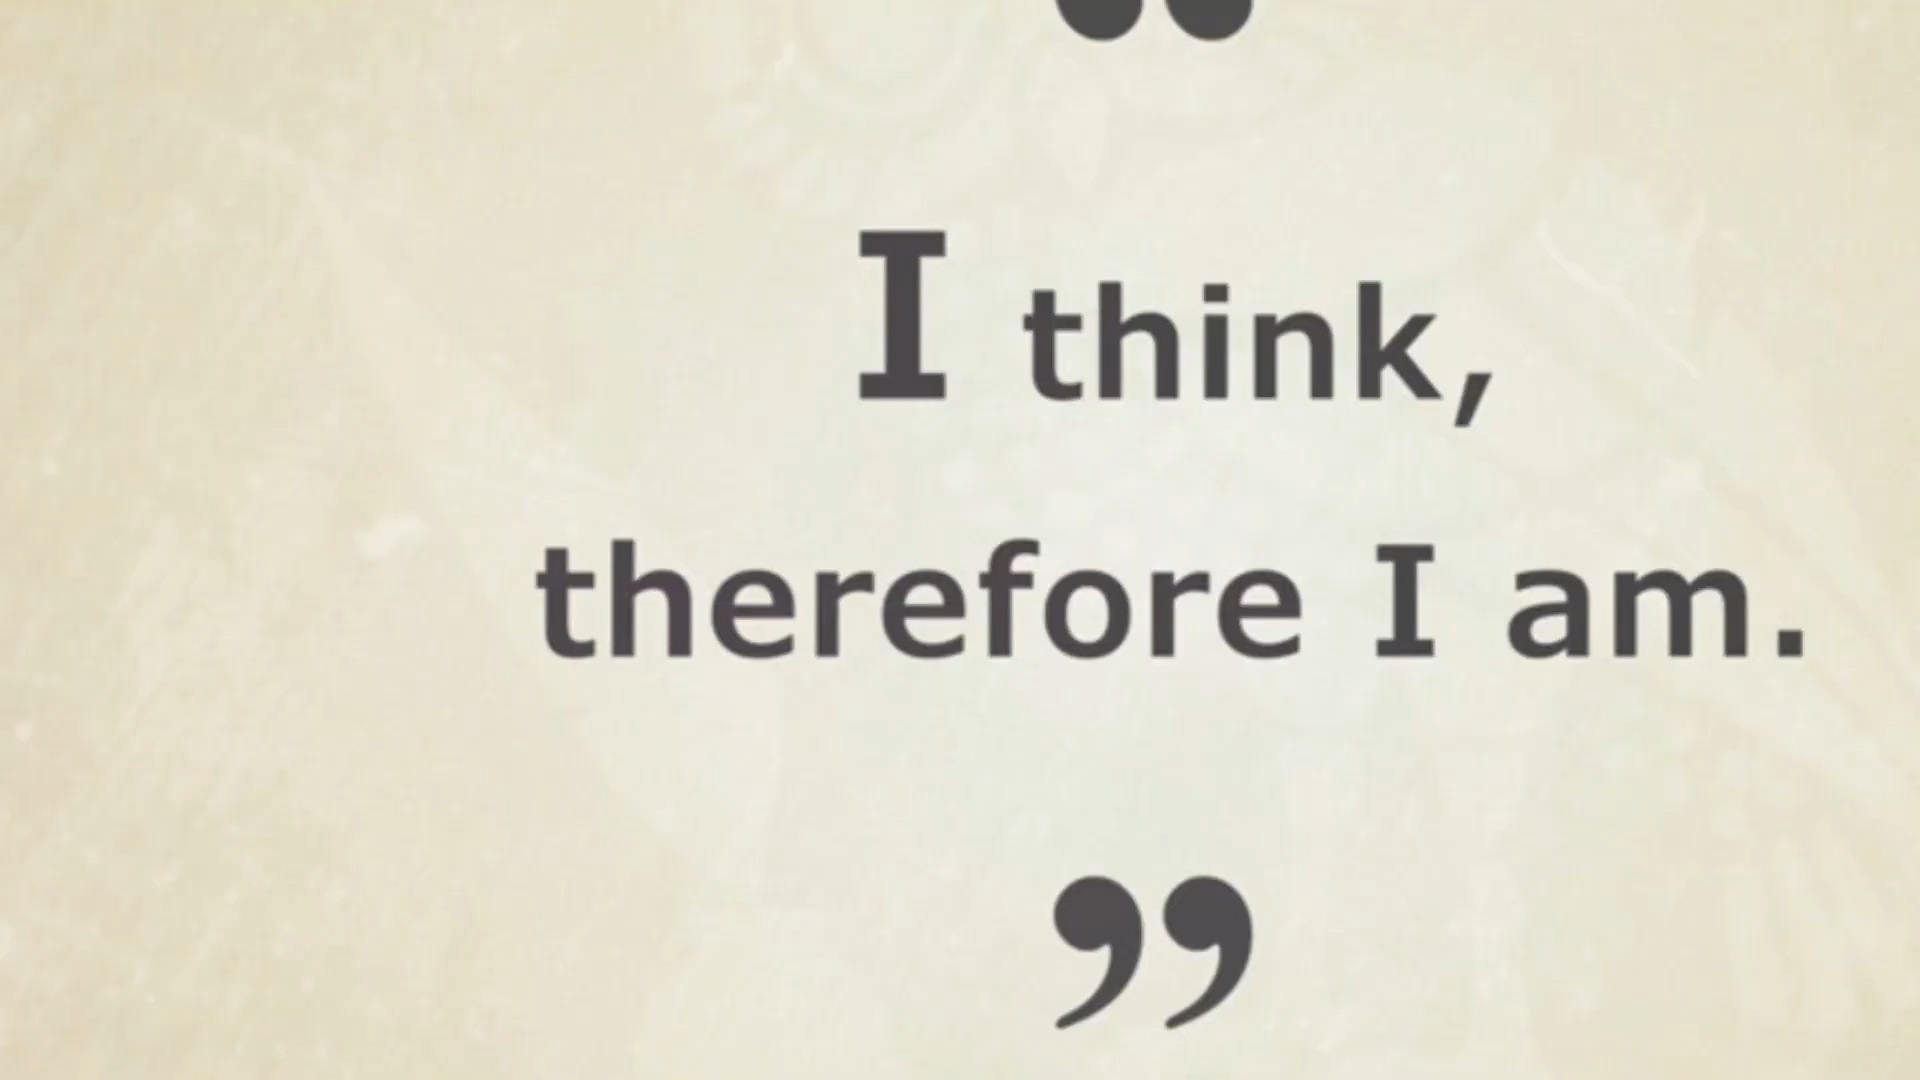 “
I think,
therefore I am.
”